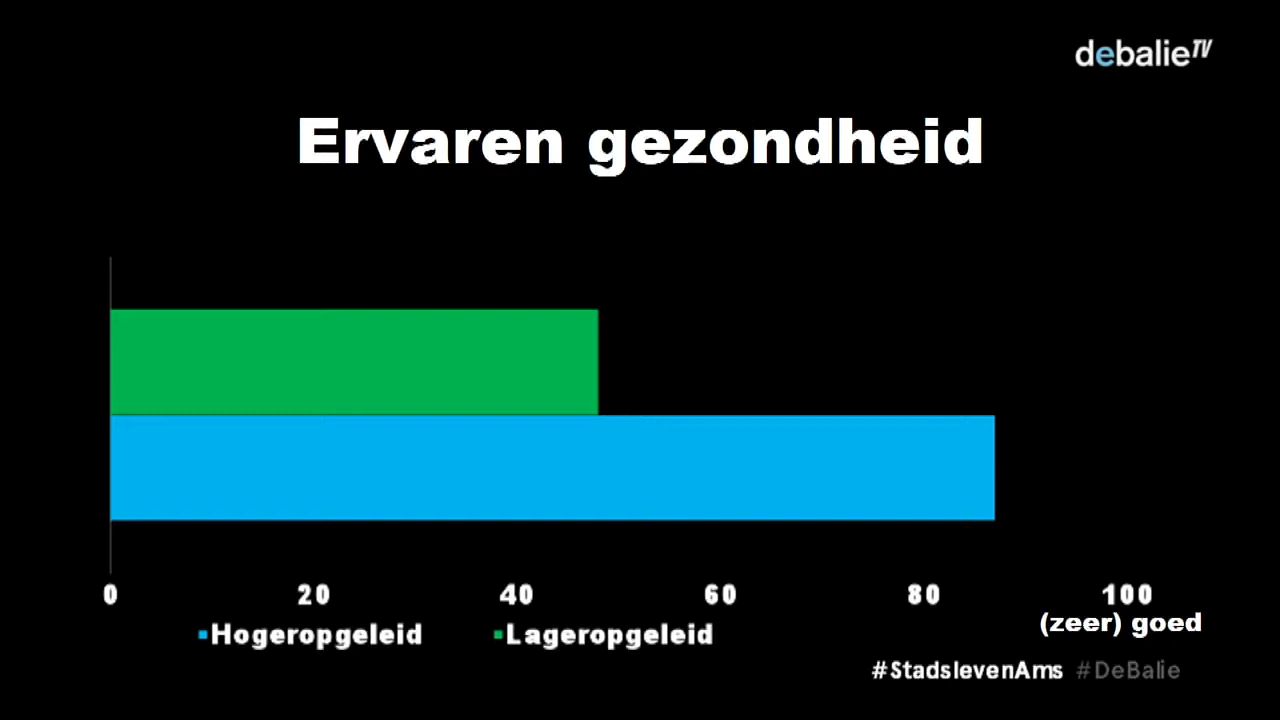 debalieTV
Ervaren gezondheid
0 20 40 60 80 100
(zeer) goed
Hogeropgeleid Lageropgeleid
#StadslevenAms #DeBalie